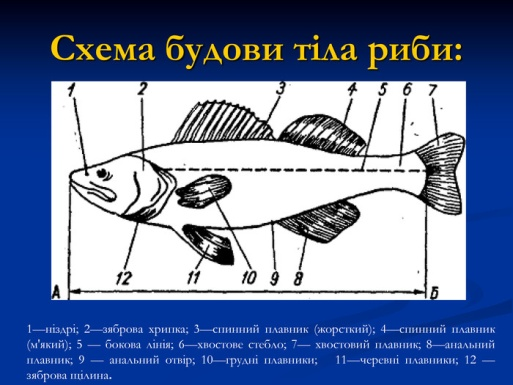 Схема будови тіла риби:
1 2 3 4 5 6 7
12 11 10 9 8
А Б
1—ніздрі; 2—зяброва хрипка; 3—спинний плавник (жорсткий); 4—спинний плавник
(м'який); 5 — бокова лінія; 6—хвостове стебло; 7— хвостовий плавник; 8—анальний
плавник; 9 — анальний отвір; 10—грудні плавники; 11—черевні плавники; 12 —
зяброва щілина.